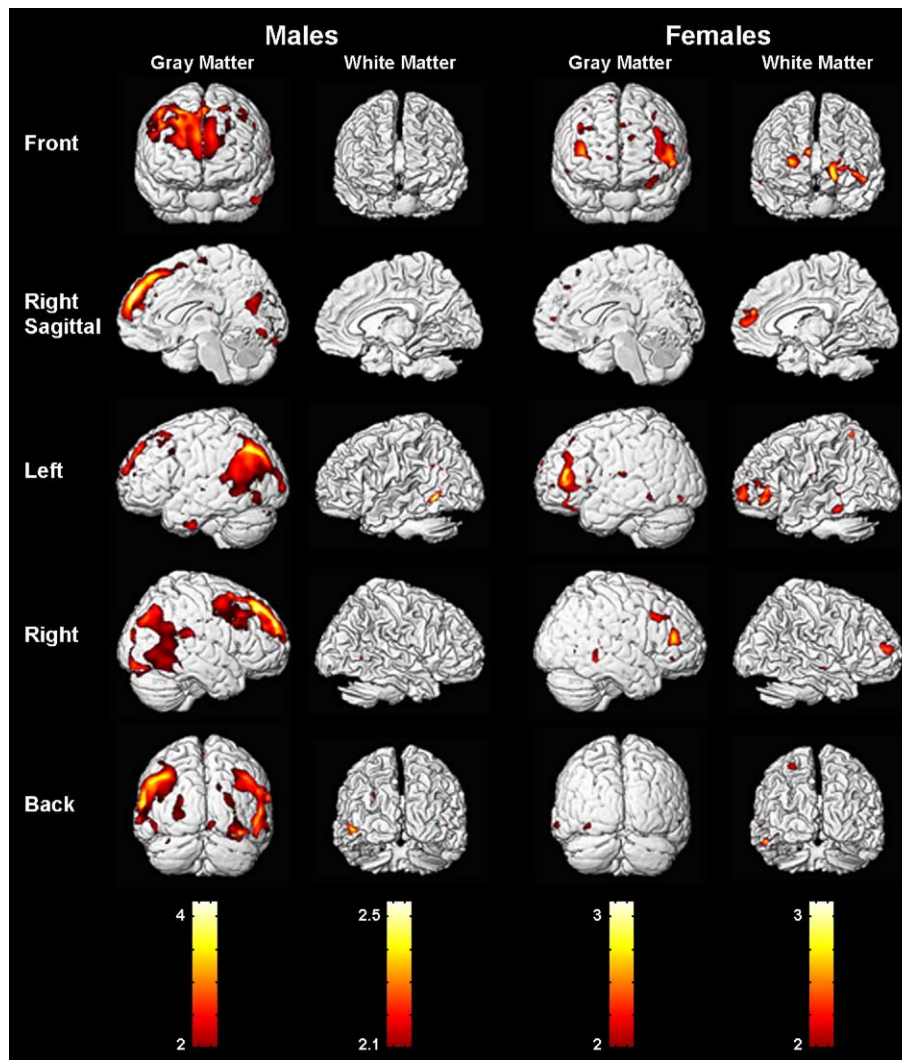 Males Females
Gray Matter White Matter Gray Matter White Matter
Front
Right
Sagittal
Left
Right
Back
4 2.5 3 3
2 2.1 2 2